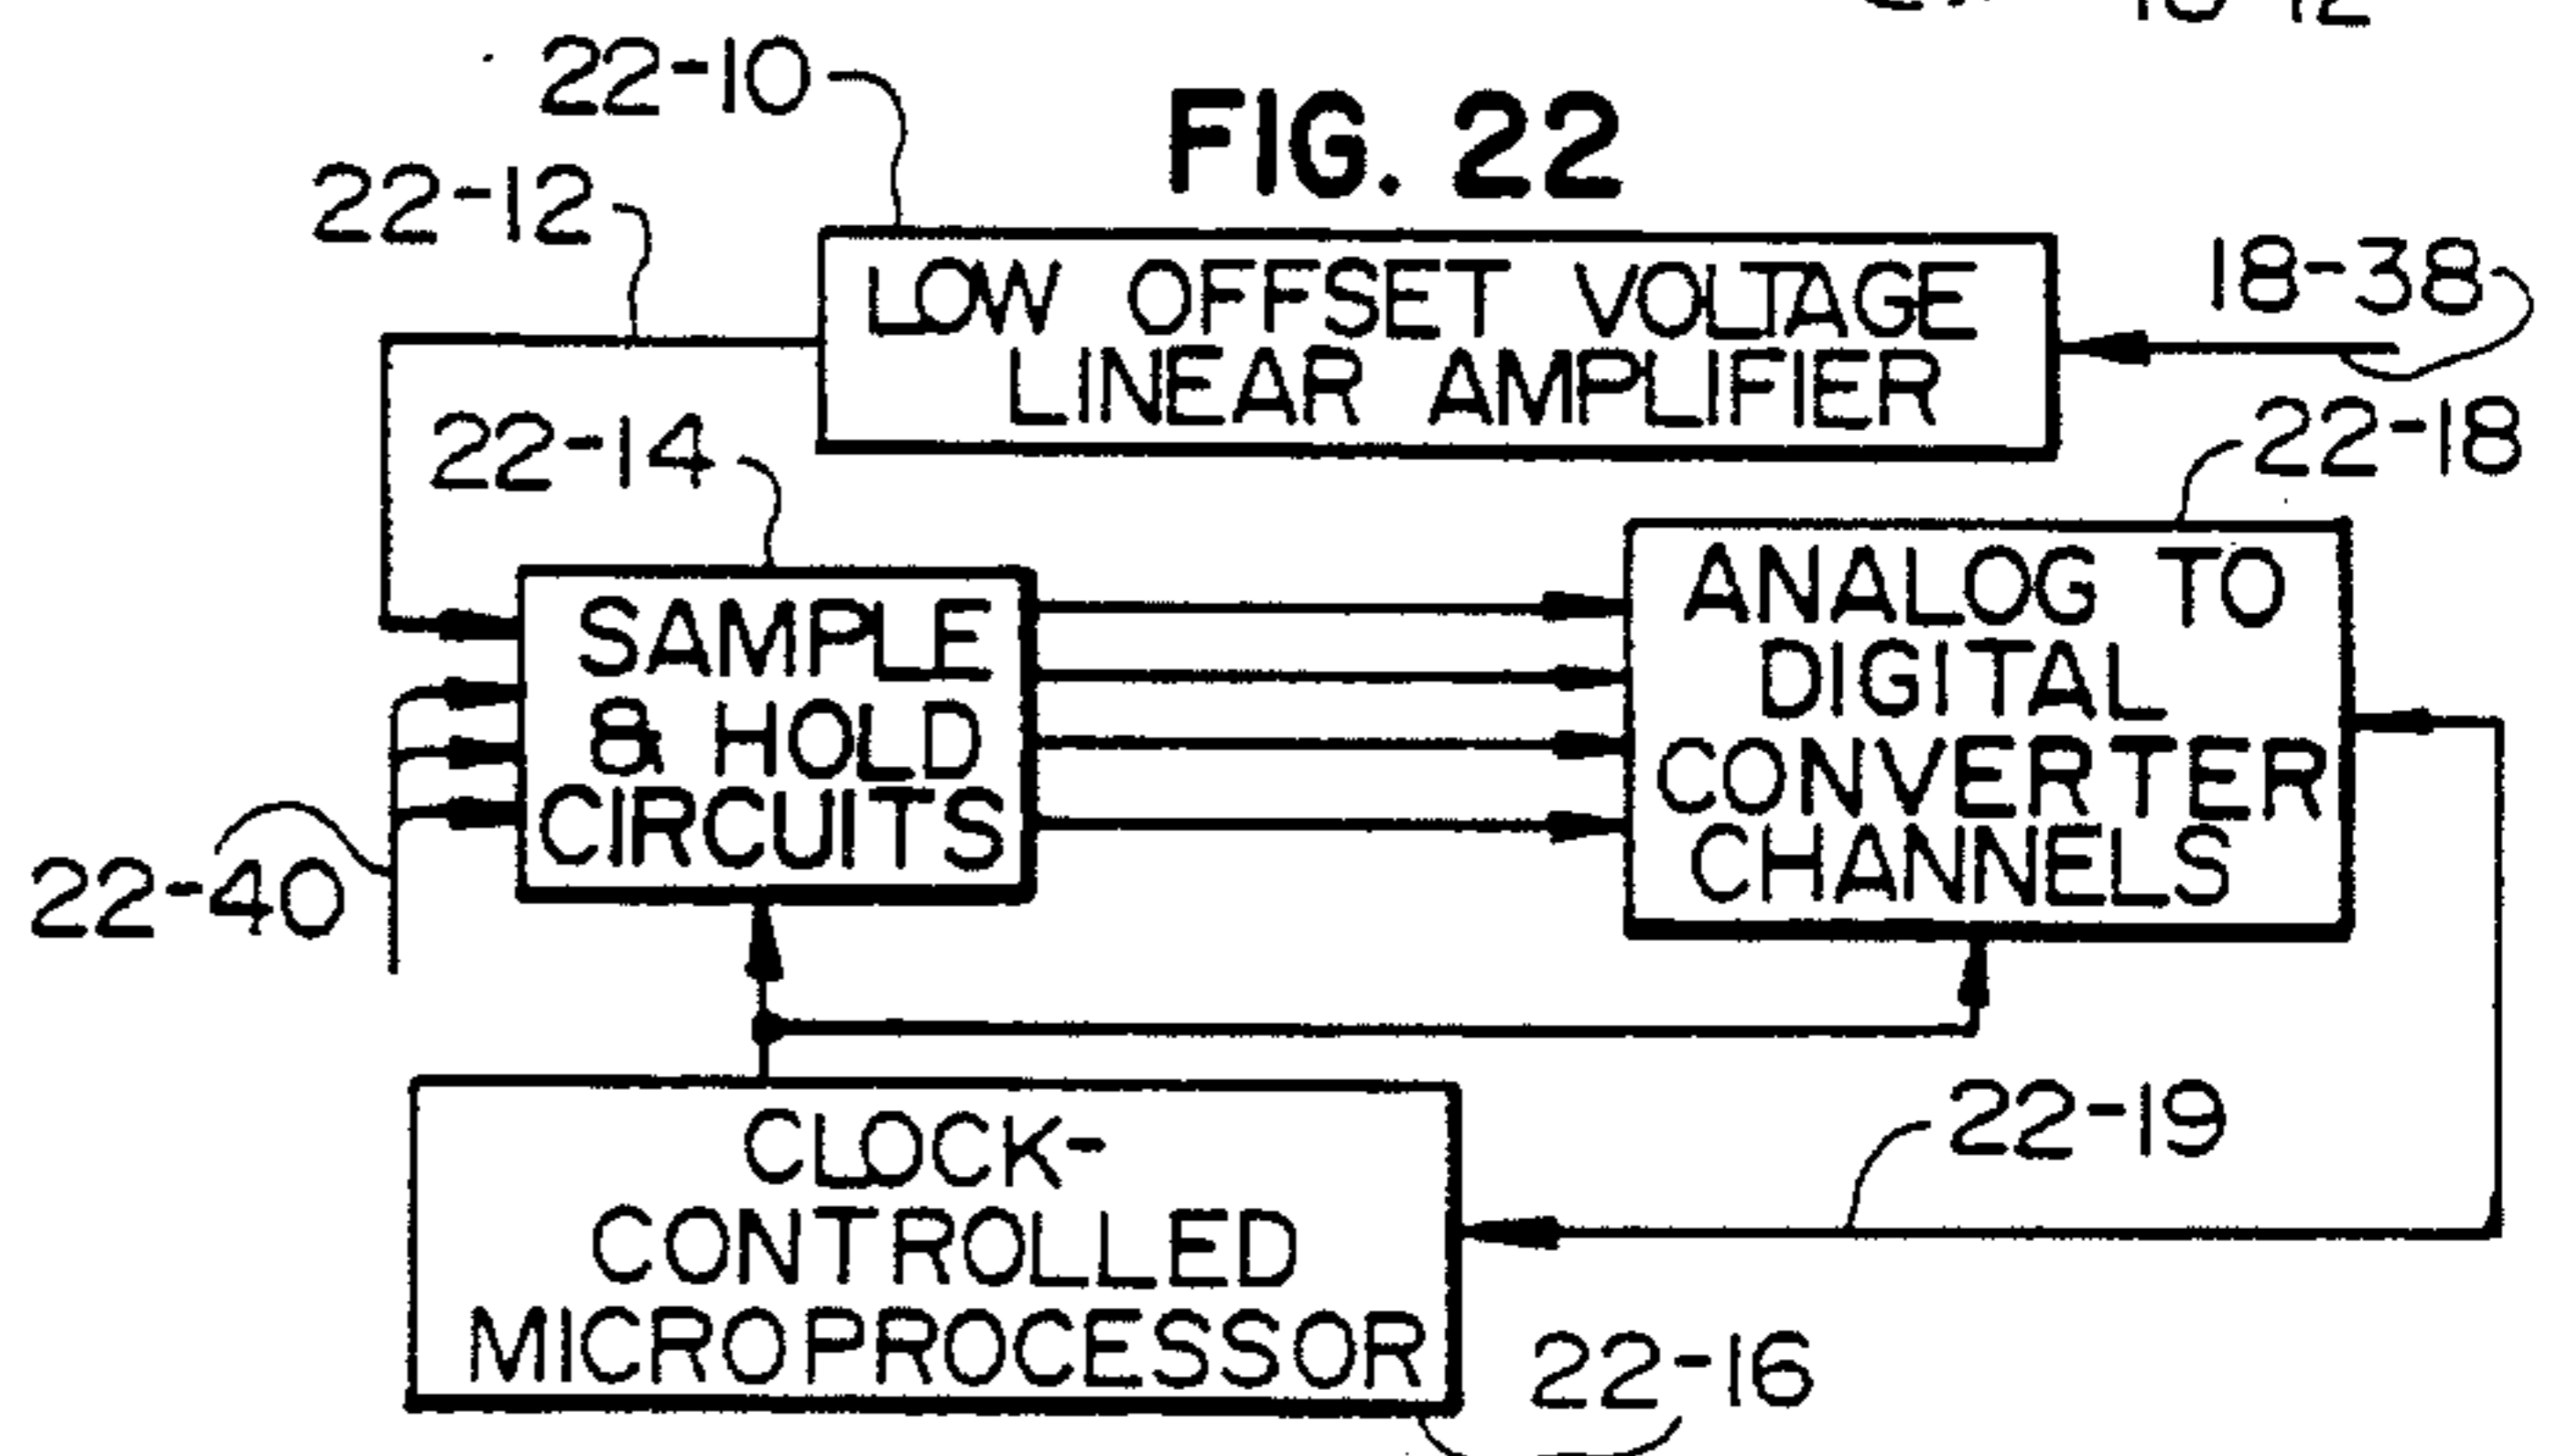 22-10
FIG. 22
22-12
LOW OFFSET VOLTAGE
LINEAR AMPLIFIER
18-38
22-14
22-18
SAMPLE
& HOLD
CIRCUITS
ANALOG TO
DIGITAL
CONVERTER
CHANNELS
22-40
CLOCK-
CONTROLLED
MICROPROCESSOR
22-19
22-16